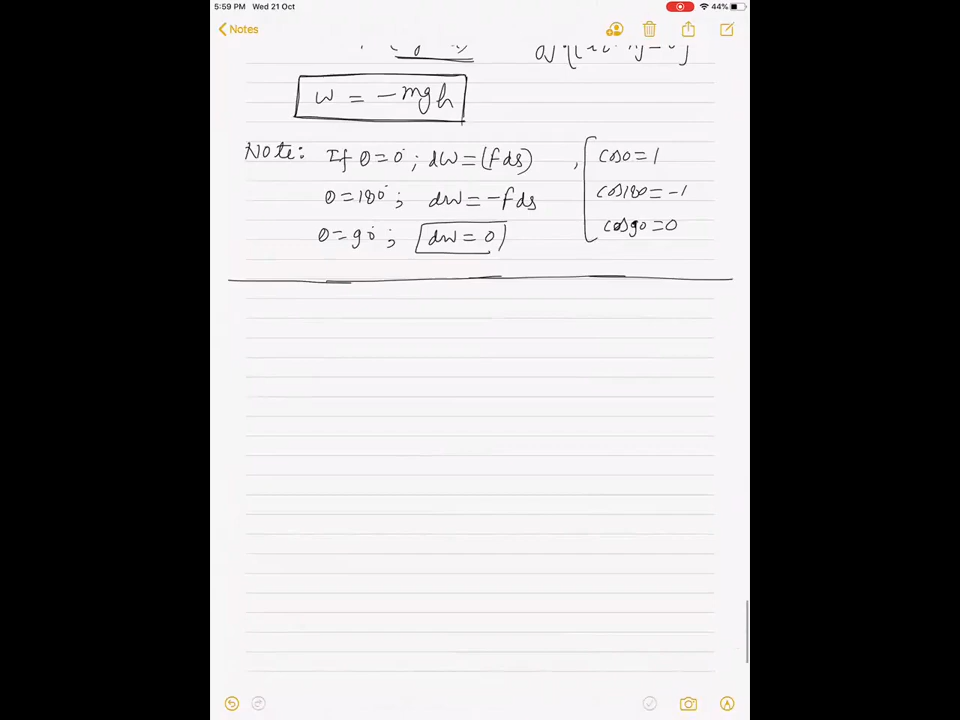 5:59 PM Wed 21 Oct 44%
Notes
W = -mgh
Note: If θ=0°; dW=(Fds) , cos0=1
θ=180°; dW=-Fds cos180=-1
θ=90°; dW=0 cos90=0